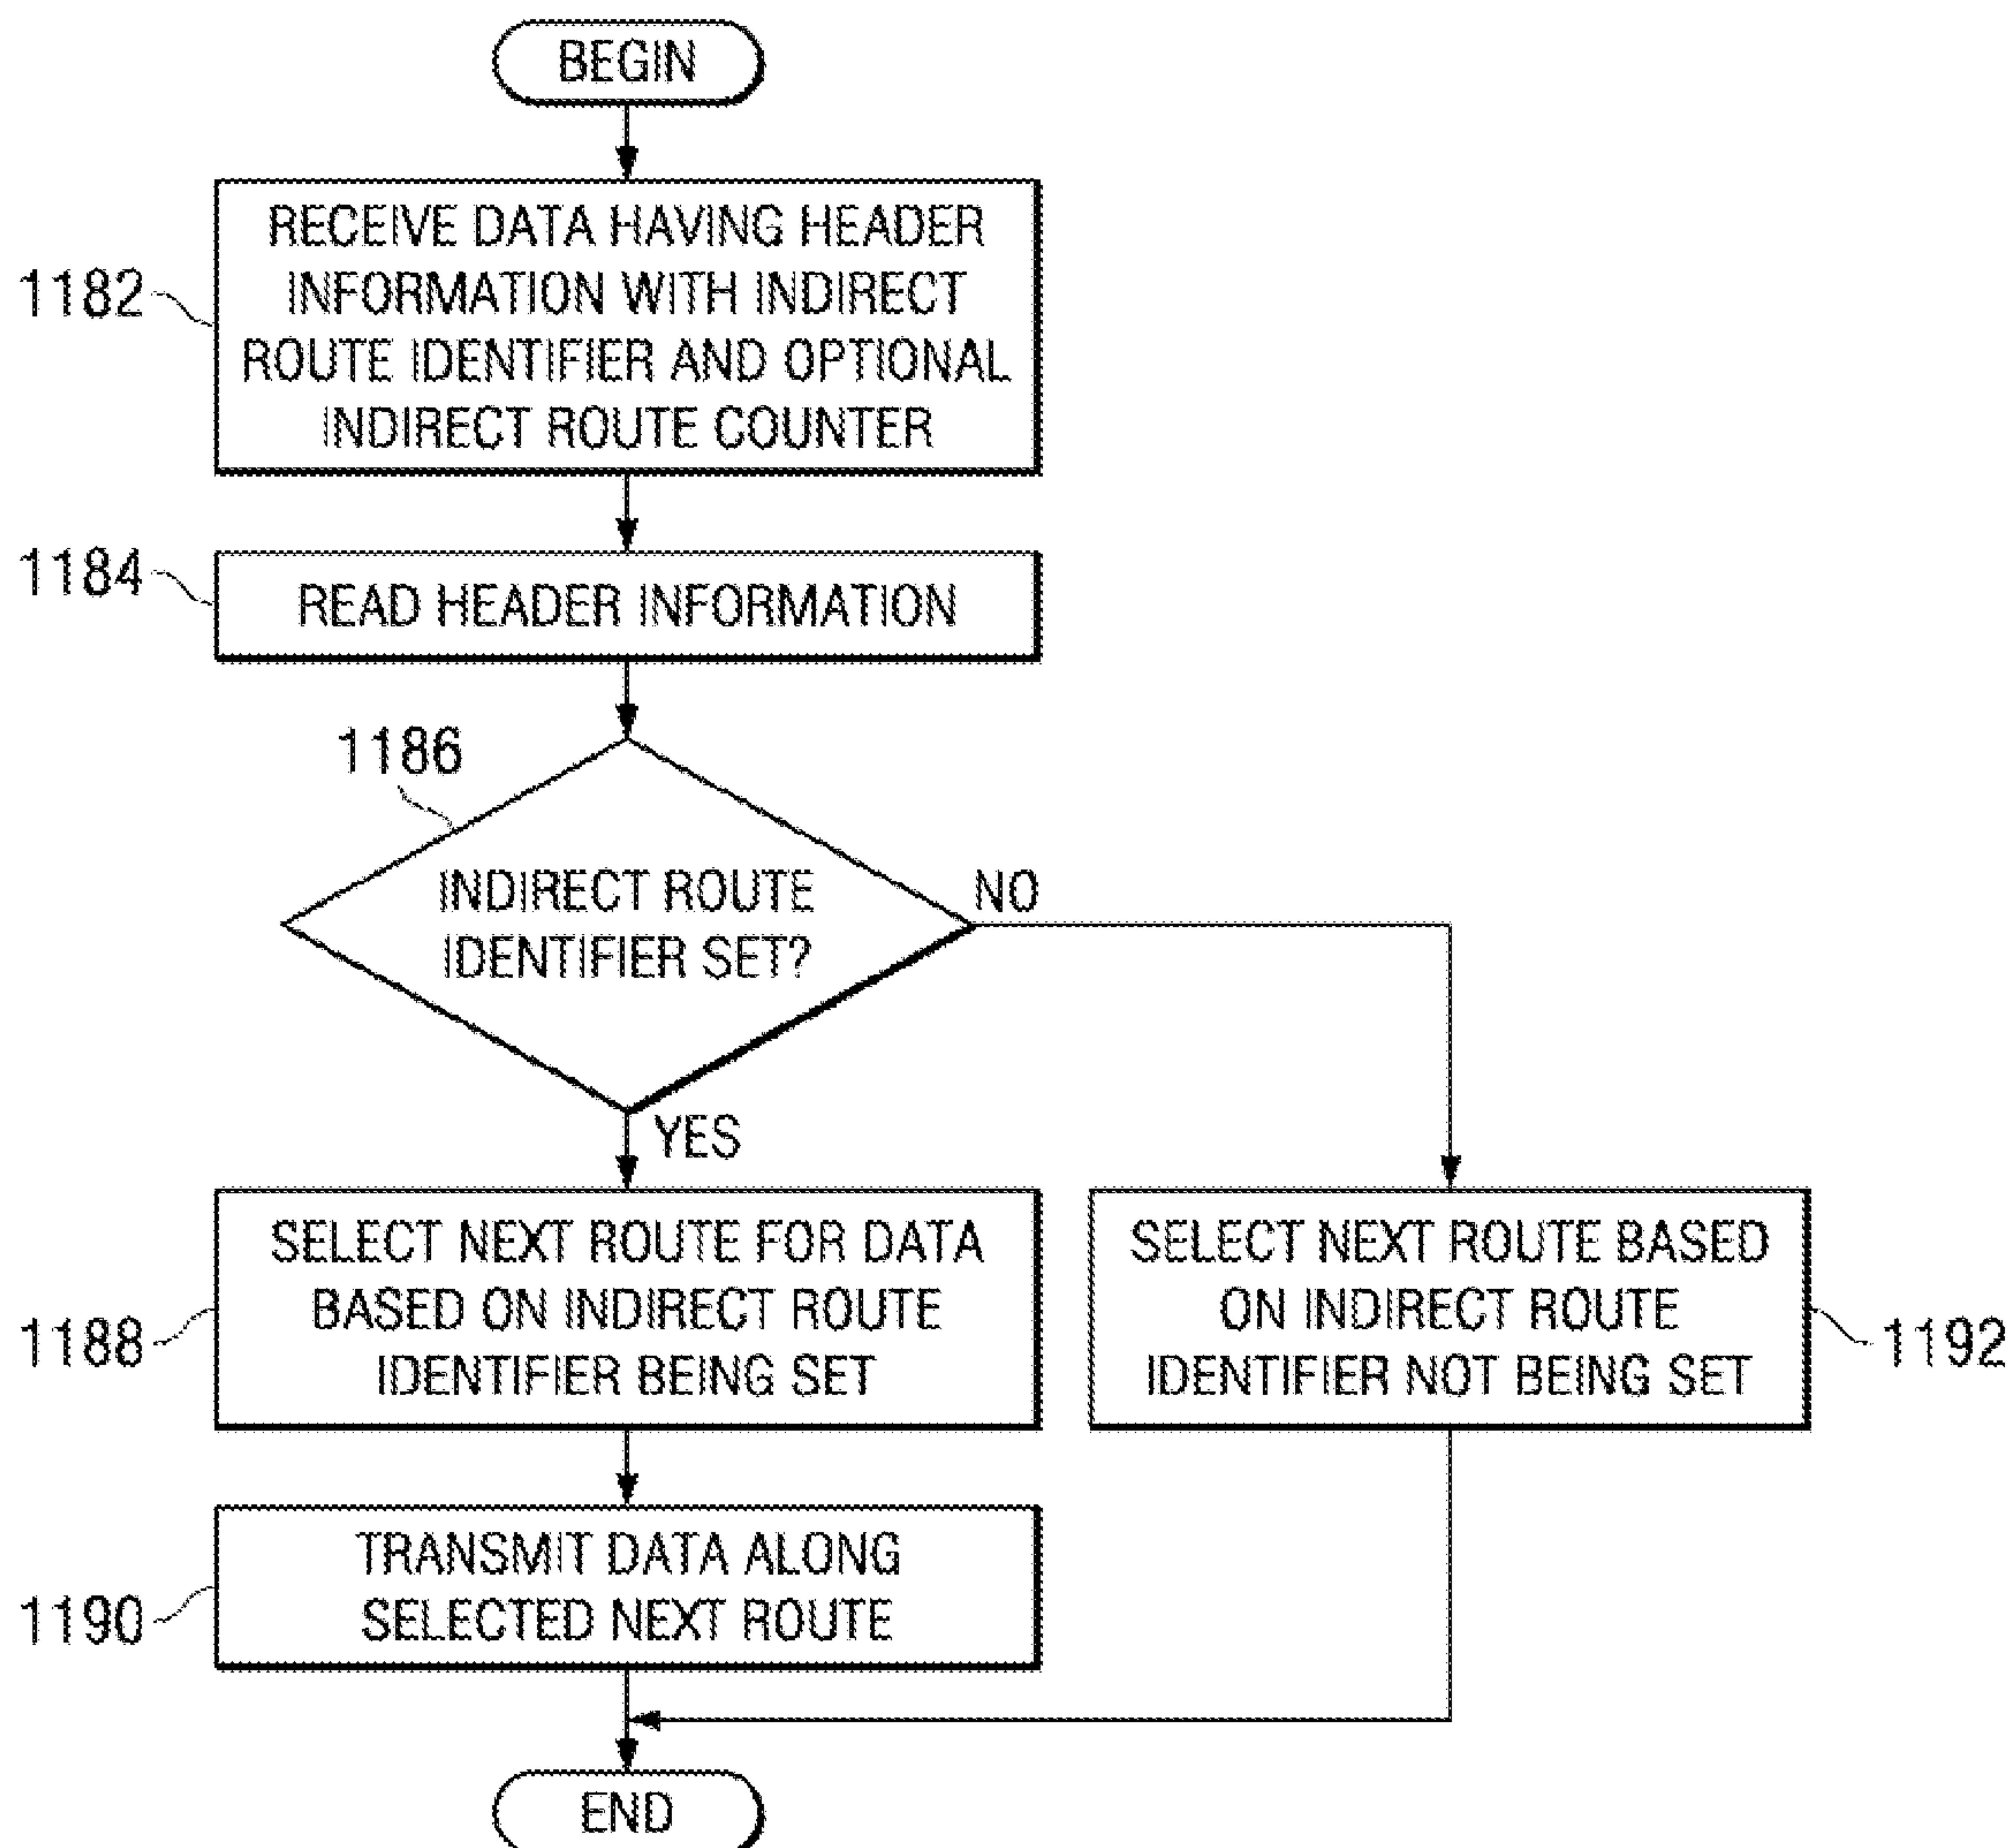 BEGIN
1182
RECEIVE DATA HAVING HEADER
INFORMATION WITH INDIRECT
ROUTE IDENTIFIER AND OPTIONAL
INDIRECT ROUTE COUNTER
1184
READ HEADER INFORMATION
1186
INDIRECT ROUTE
IDENTIFIER SET?
NO
YES
1188
SELECT NEXT ROUTE FOR DATA
BASED ON INDIRECT ROUTE
IDENTIFIER BEING SET
SELECT NEXT ROUTE BASED
ON INDIRECT ROUTE
IDENTIFIER NOT BEING SET
1192
1190
TRANSMIT DATA ALONG
SELECTED NEXT ROUTE
END